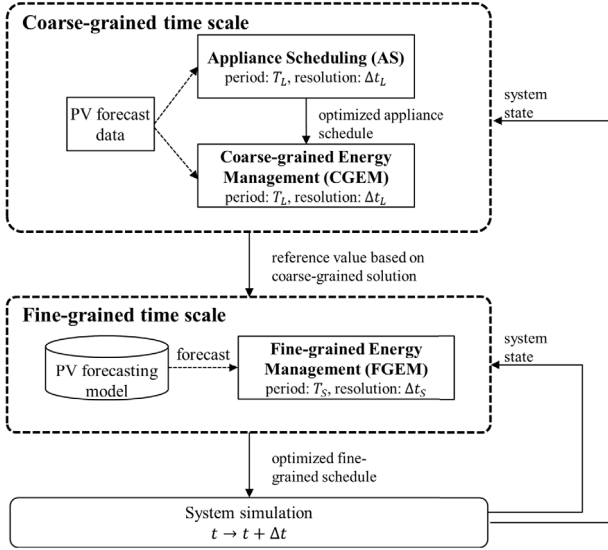 Coarse-grained time scale
Appliance Scheduling (AS)
period: T_L, resolution: Δt_L
PV forecast
data
optimized appliance
schedule
system
state
Coarse-grained Energy
Management (CGEM)
period: T_L, resolution: Δt_L
reference value based on
coarse-grained solution
Fine-grained time scale
PV forecasting
model
forecast
Fine-grained Energy
Management (FGEM)
period: T_S, resolution: Δt_S
system
state
optimized fine-
grained schedule
System simulation
t → t + Δt